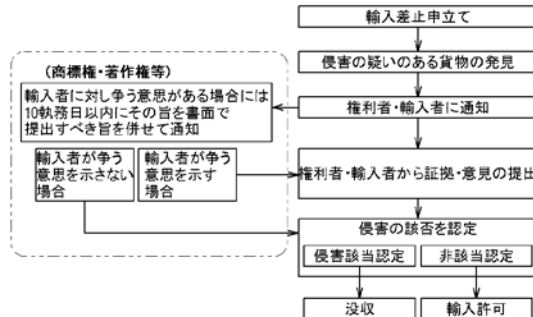 輸入差止申立て
侵害の疑いのある貨物の発見
(商標権・著作権等)
輸入者に対し争う意思がある場合には
10執務日以内にその旨を書面で
提出すべき旨を併せて通知
権利者・輸入者に通知
輸入者が争う
意思を示さない
場合
輸入者が争う
意思を示す
場合
権利者・輸入者から証拠・意見の提出
侵害の該否を認定
侵害該当認定
非該当認定
没収
輸入許可